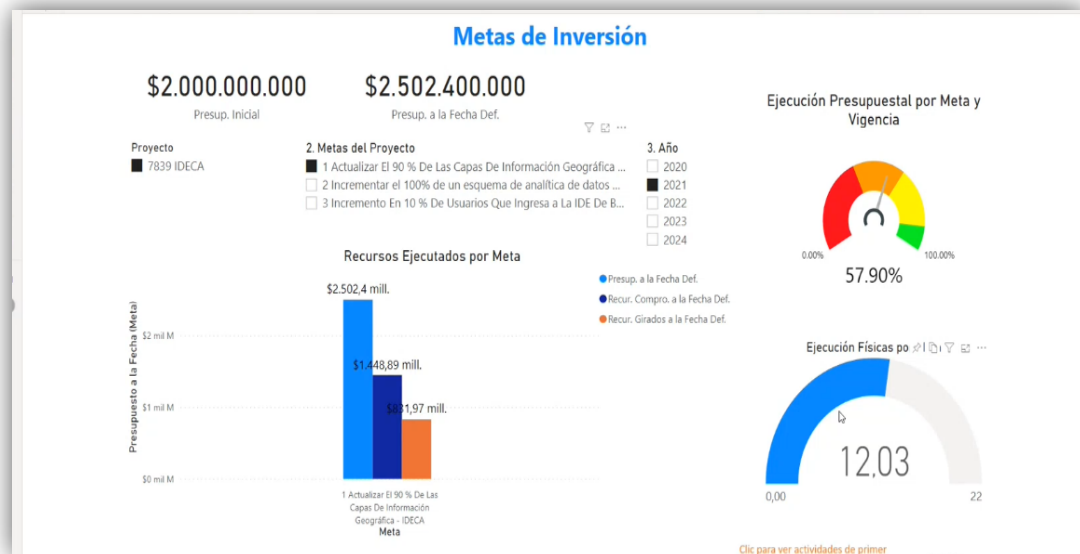 Metas de Inversión
$2.000.000.000
Presup. Inicial
$2.502.400.000
Presup. a la Fecha Def.
Proyecto
7839 IDECA
2. Metas del Proyecto
1 Actualizar El 90 % De Las Capas De Información Geográfica ...
2 Incrementar el 100% de un esquema de analítica de datos ...
3 Incremento En 10 % De Usuarios Que Ingresa a La IDE De B...
3. Año
2020
2021
2022
2023
2024
Ejecución Presupuestal por Meta y
Vigencia
0.00%
100.00%
57.90%
Recursos Ejecutados por Meta
Presup. a la Fecha Def.
Recur. Compro. a la Fecha Def.
Recur. Girados a la Fecha Def.
Presupuesto a la Fecha (Meta)
$2 mil M
$1 mil M
$0 mil M
$2.502,4 mill.
$1.448,89 mill.
$831,97 mill.
1 Actualizar El 90 % De Las
Capas De Información
Geográfica - IDECA
Meta
Ejecución Físicas po
12,03
0,00
22
Clic para ver actividades de primer